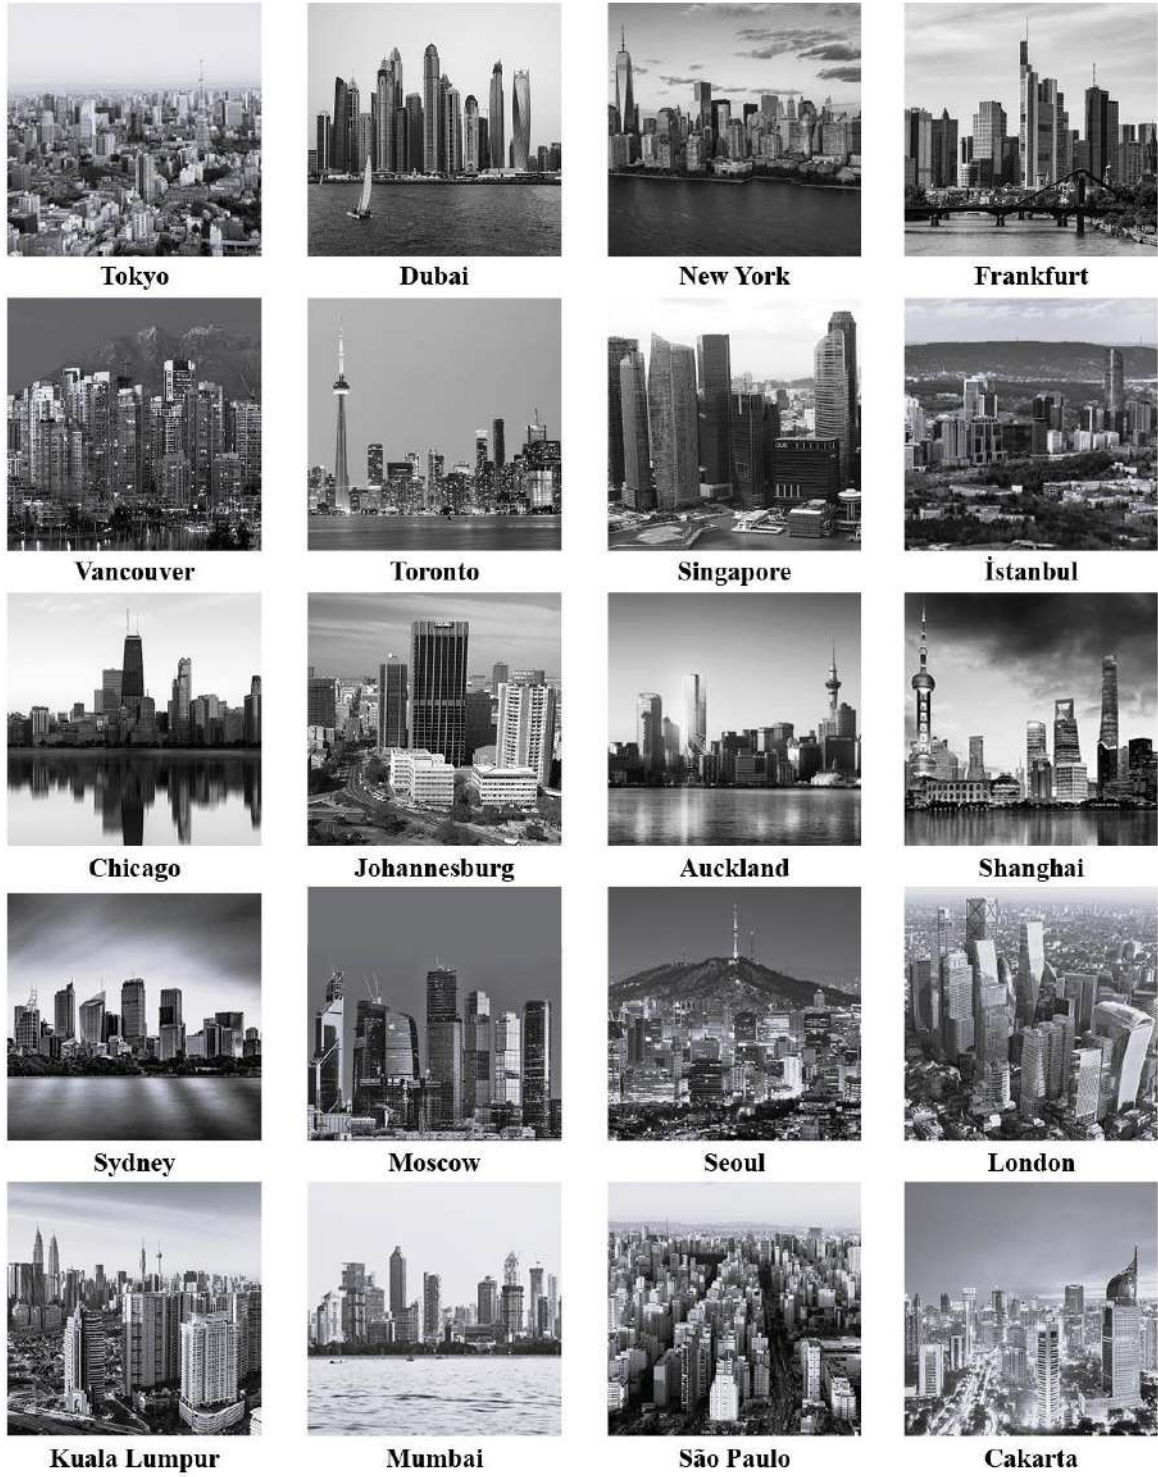 Tokyo
Dubai
New York
Frankfurt
Vancouver
Toronto
Singapore
İstanbul
Chicago
Johannesburg
Auckland
Shanghai
Sydney
Moscow
Seoul
London
Kuala Lumpur
Mumbai
São Paulo
Cakarta